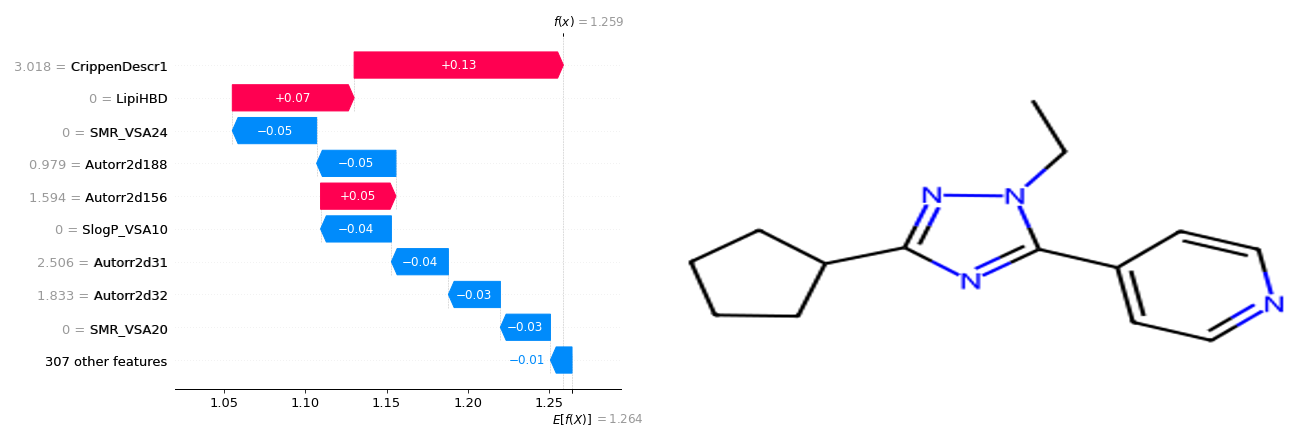 f(x) = 1.259
3.018 = CrippenDescr1
+0.13
0 = LipiHBD
+0.07
0 = SMR_VSA24
−0.05
0.979 = Autorr2d188
−0.05
1.594 = Autorr2d156
+0.05
0 = SlogP_VSA10
−0.04
2.506 = Autorr2d31
−0.04
1.833 = Autorr2d32
−0.03
0 = SMR_VSA20
−0.03
307 other features
−0.01
1.05 1.10 1.15 1.20 1.25
E[f(X)] = 1.264
N N
N
N